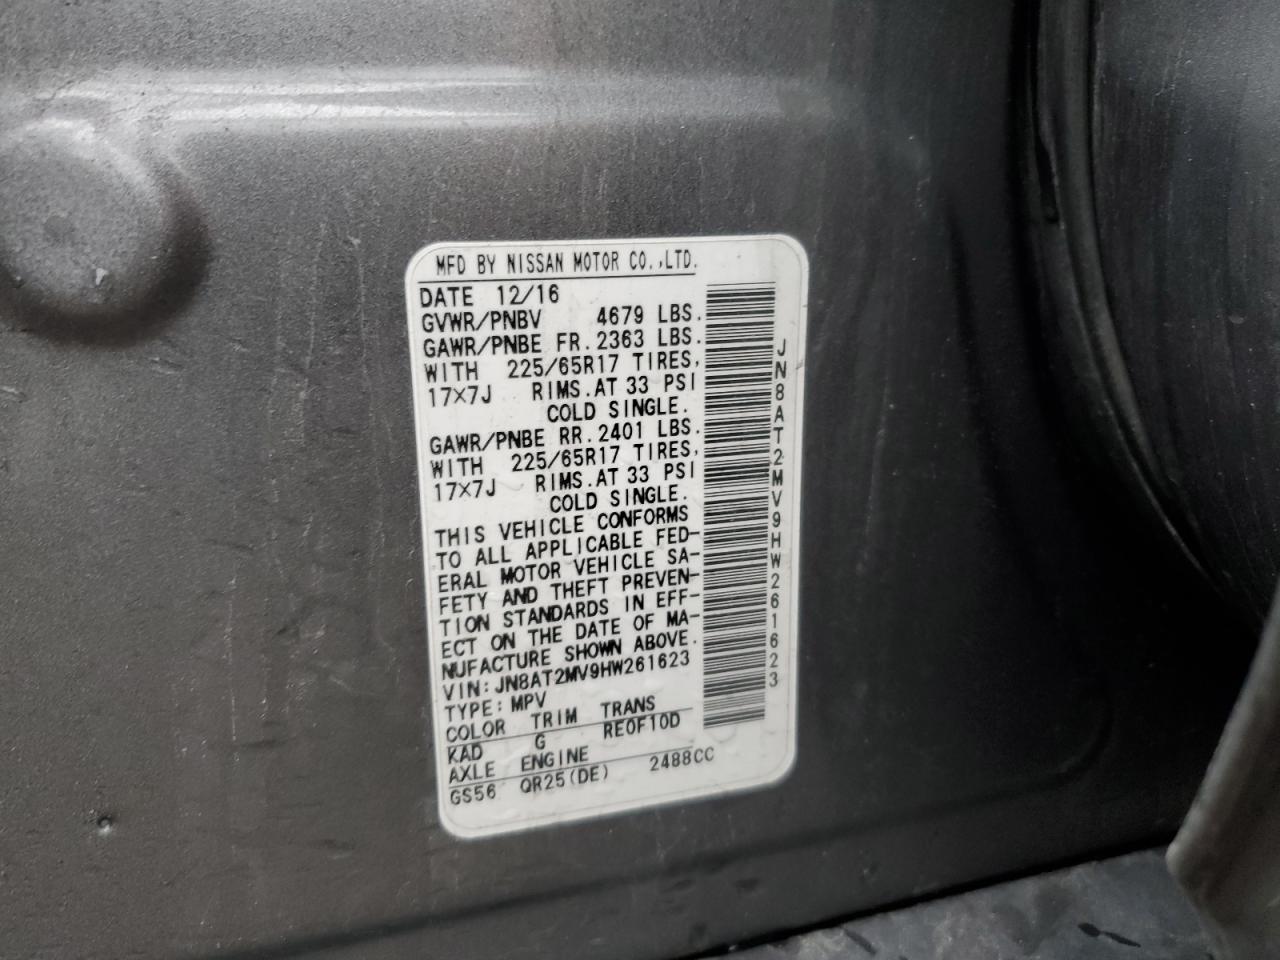 MFD BY NISSAN MOTOR CO.,LTD.
DATE 12/16
GVWR/PNBV 4679 LBS.
GAWR/PNBE FR. 2363 LBS.
WITH 225/65R17 TIRES,
17×7J RIMS.AT 33 PSI
COLD SINGLE.
GAWR/PNBE RR. 2401 LBS.
WITH 225/65R17 TIRES,
17×7J RIMS.AT 33 PSI
COLD SINGLE.
THIS VEHICLE CONFORMS
TO ALL APPLICABLE FED-
ERAL MOTOR VEHICLE SA-
FETY AND THEFT PREVEN-
TION STANDARDS IN EFF-
ECT ON THE DATE OF MA-
NUFACTURE SHOWN ABOVE.
VIN:JN8AT2MV9HW261623
TYPE:MPV
COLOR TRIM TRANS
KAD G RE0F10D
AXLE ENGINE
GS56 QR25(DE) 2488CC
JN8AT2MV9HW261623